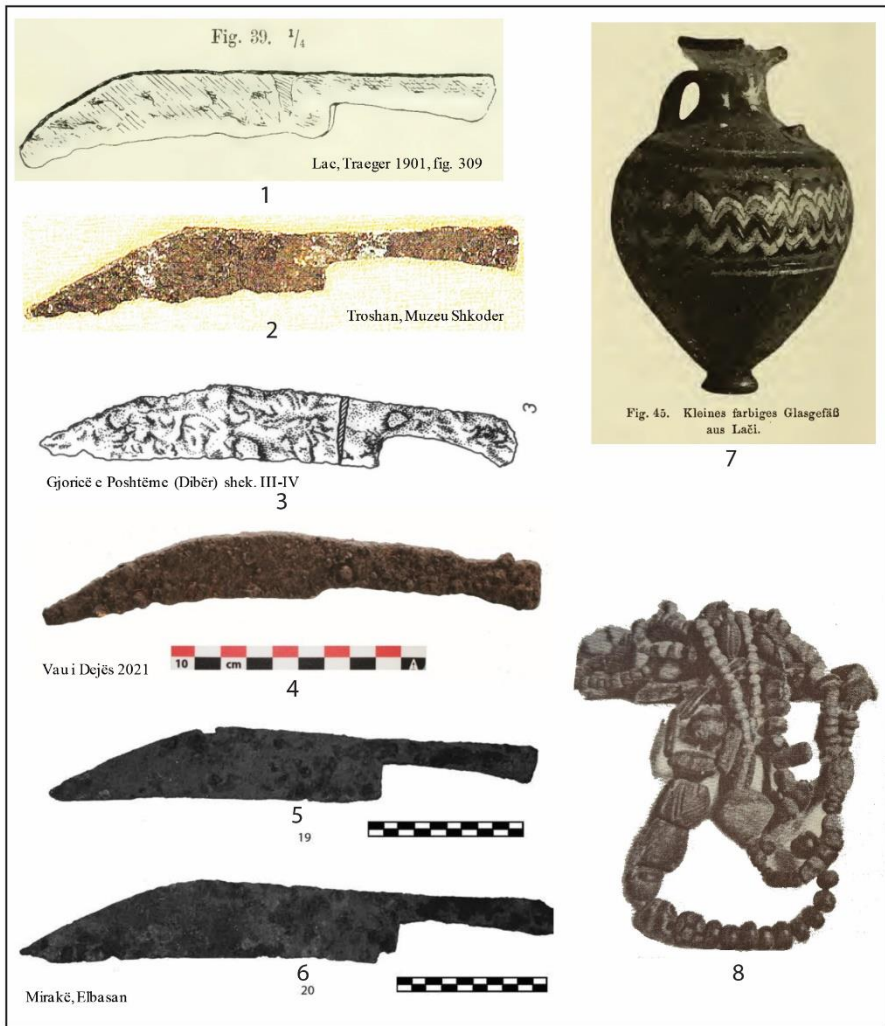 Fig. 39. 1/4
Lac, Traeger 1901, fig. 309
1
2
Troshan, Muzeu Shkoder
3
Gjoricë e Poshtëme (Dibër) shek. III-IV
3
10 cm
Vau i Dejës 2021
4
5
19
6
20
Mirakë, Elbasan
Fig. 45. Kleines farbiges Glasgefäß
aus Lači.
7
8